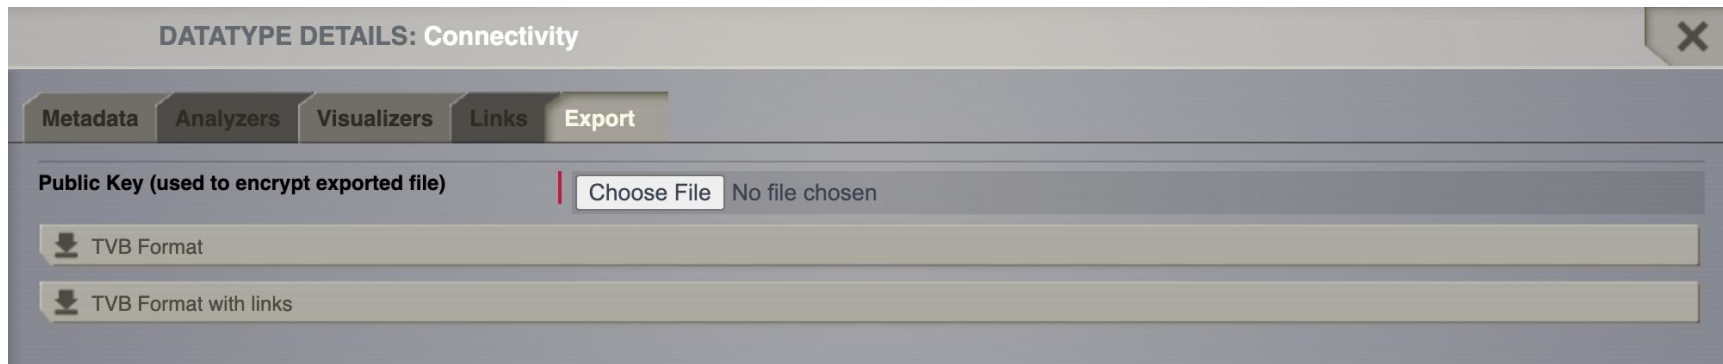 DATATYPE DETAILS: Connectivity
Metadata Analyzers Visualizers Links Export
Public Key (used to encrypt exported file) Choose File No file chosen
TVB Format
TVB Format with links